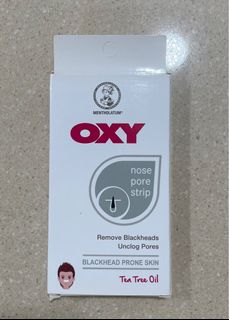 MENTHOLATUM
OXY
nose
pore
strip
Remove Blackheads
Unclog Pores
BLACKHEAD PRONE SKIN
Tea Tree Oil